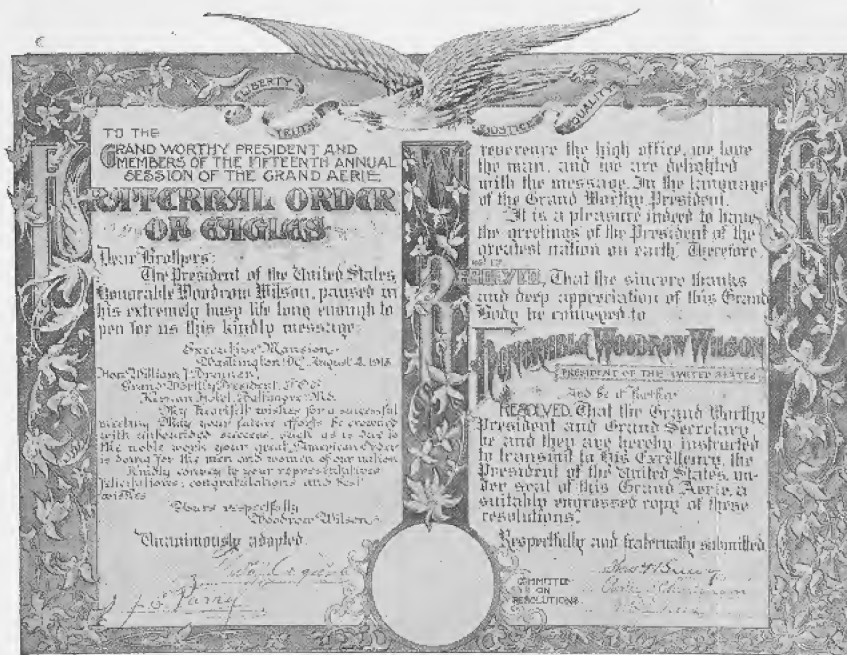 LIBERTY
TRUTH
JUSTICE
EQUALITY
TO THE
GRAND WORTHY PRESIDENT AND
MEMBERS OF THE FIFTEENTH ANNUAL
SESSION OF THE GRAND AERIE,
FRATERNAL ORDER
OF EAGLES
Dear Brothers:
The President of the United States,
Honorable Woodrow Wilson, paused in
his extremely busy life long enough to
pen for us this kindly message:
Executive Mansion,
Washington, DC, August 2, 1913.
Hon. William J. Brennen,
Grand Worthy President, F.O.E.
Kernan Hotel, Baltimore, Md.
My heartfelt wishes for a successful
meeting. May your future efforts be crowned
with unbounded success, such as is due to
the noble work your great American Order
is doing for the men and women of our nation.
Kindly convey to your representatives
felicitations, congratulations and best
wishes.
Yours respectfully
Woodrow Wilson.
Unanimously adopted.
J. S. Parry
F
W
R
O
E
reverence the high office, we love
the man, and we are delighted
with the message. In the language
of the Grand Worthy President.
"It is a pleasure indeed to have
the greetings of the President of the
greatest nation on earth." Therefore
be it
RESOLVED, That the sincere thanks
and deep appreciation of this Grand
Body be conveyed to
HONORABLE WOODROW WILSON
PRESIDENT OF THE UNITED STATES
And be it further
RESOLVED, That the Grand Worthy
President and Grand Secretary
be and they are hereby instructed
to transmit to his Excellency, the
President of the United States, un-
der seal of this Grand Aerie, a
suitably engrossed copy of these
resolutions.
Respectfully and fraternally submitted,
COMMITTEE
ON
RESOLUTIONS.